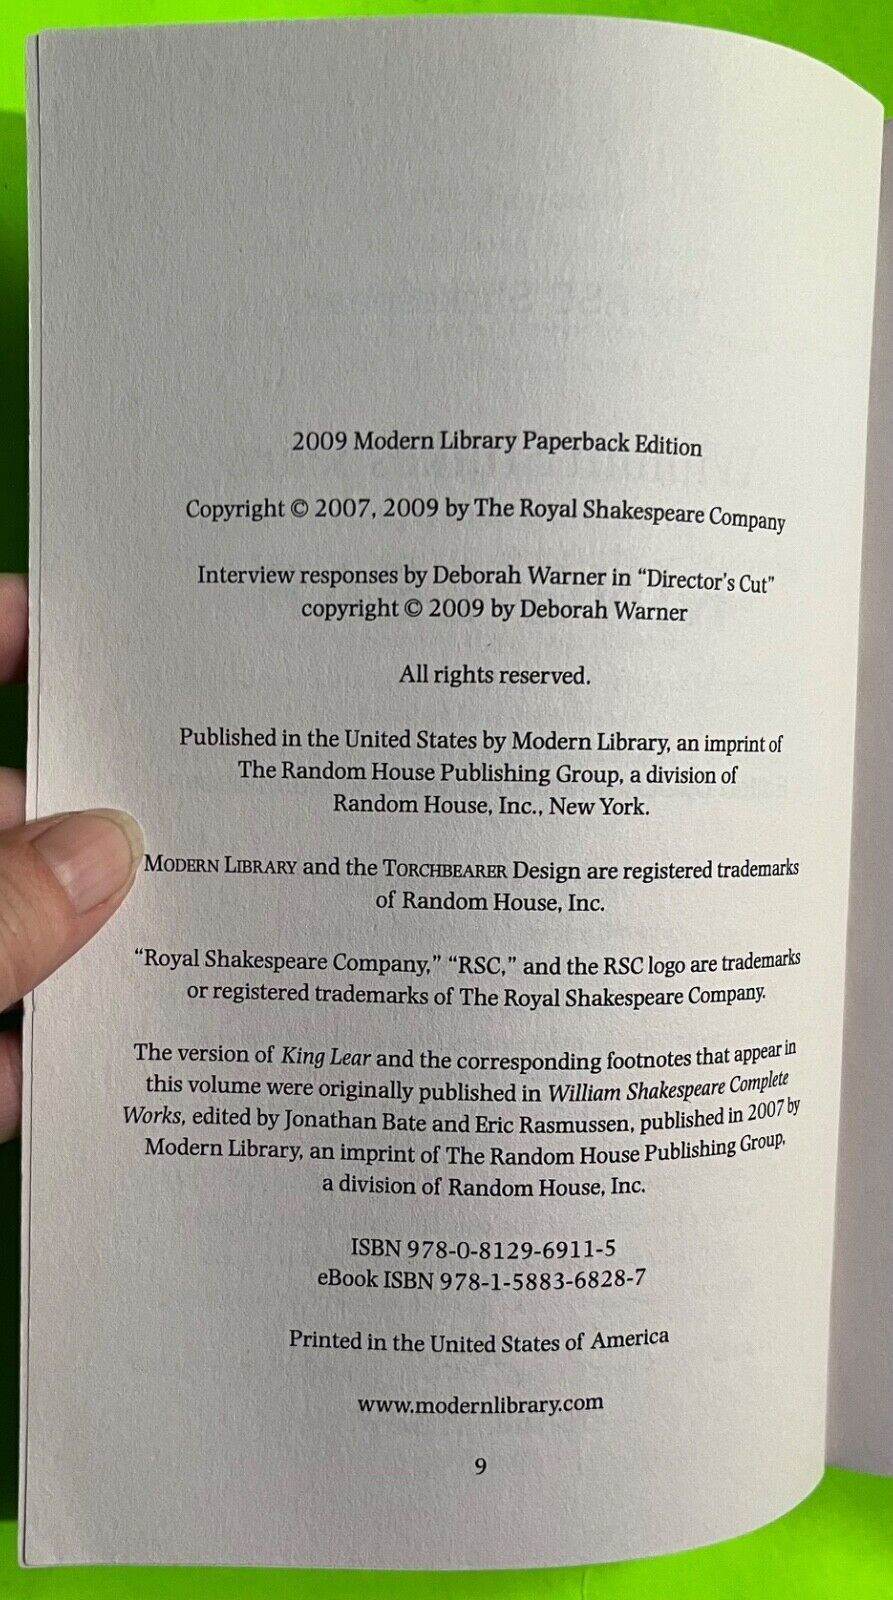 2009 Modern Library Paperback Edition
Copyright © 2007, 2009 by The Royal Shakespeare Company
Interview responses by Deborah Warner in “Director's Cut”
copyright © 2009 by Deborah Warner
All rights reserved.
Published in the United States by Modern Library, an imprint of
The Random House Publishing Group, a division of
Random House, Inc., New York.
MODERN LIBRARY and the TORCHBEARER Design are registered trademarks
of Random House, Inc.
“Royal Shakespeare Company,” “RSC,” and the RSC logo are trademarks
or registered trademarks of The Royal Shakespeare Company.
The version of King Lear and the corresponding footnotes that appear in
this volume were originally published in William Shakespeare Complete
Works, edited by Jonathan Bate and Eric Rasmussen, published in 2007 by
Modern Library, an imprint of The Random House Publishing Group,
a division of Random House, Inc.
ISBN 978-0-8129-6911-5
eBook ISBN 978-1-5883-6828-7
Printed in the United States of America
www.modernlibrary.com
9